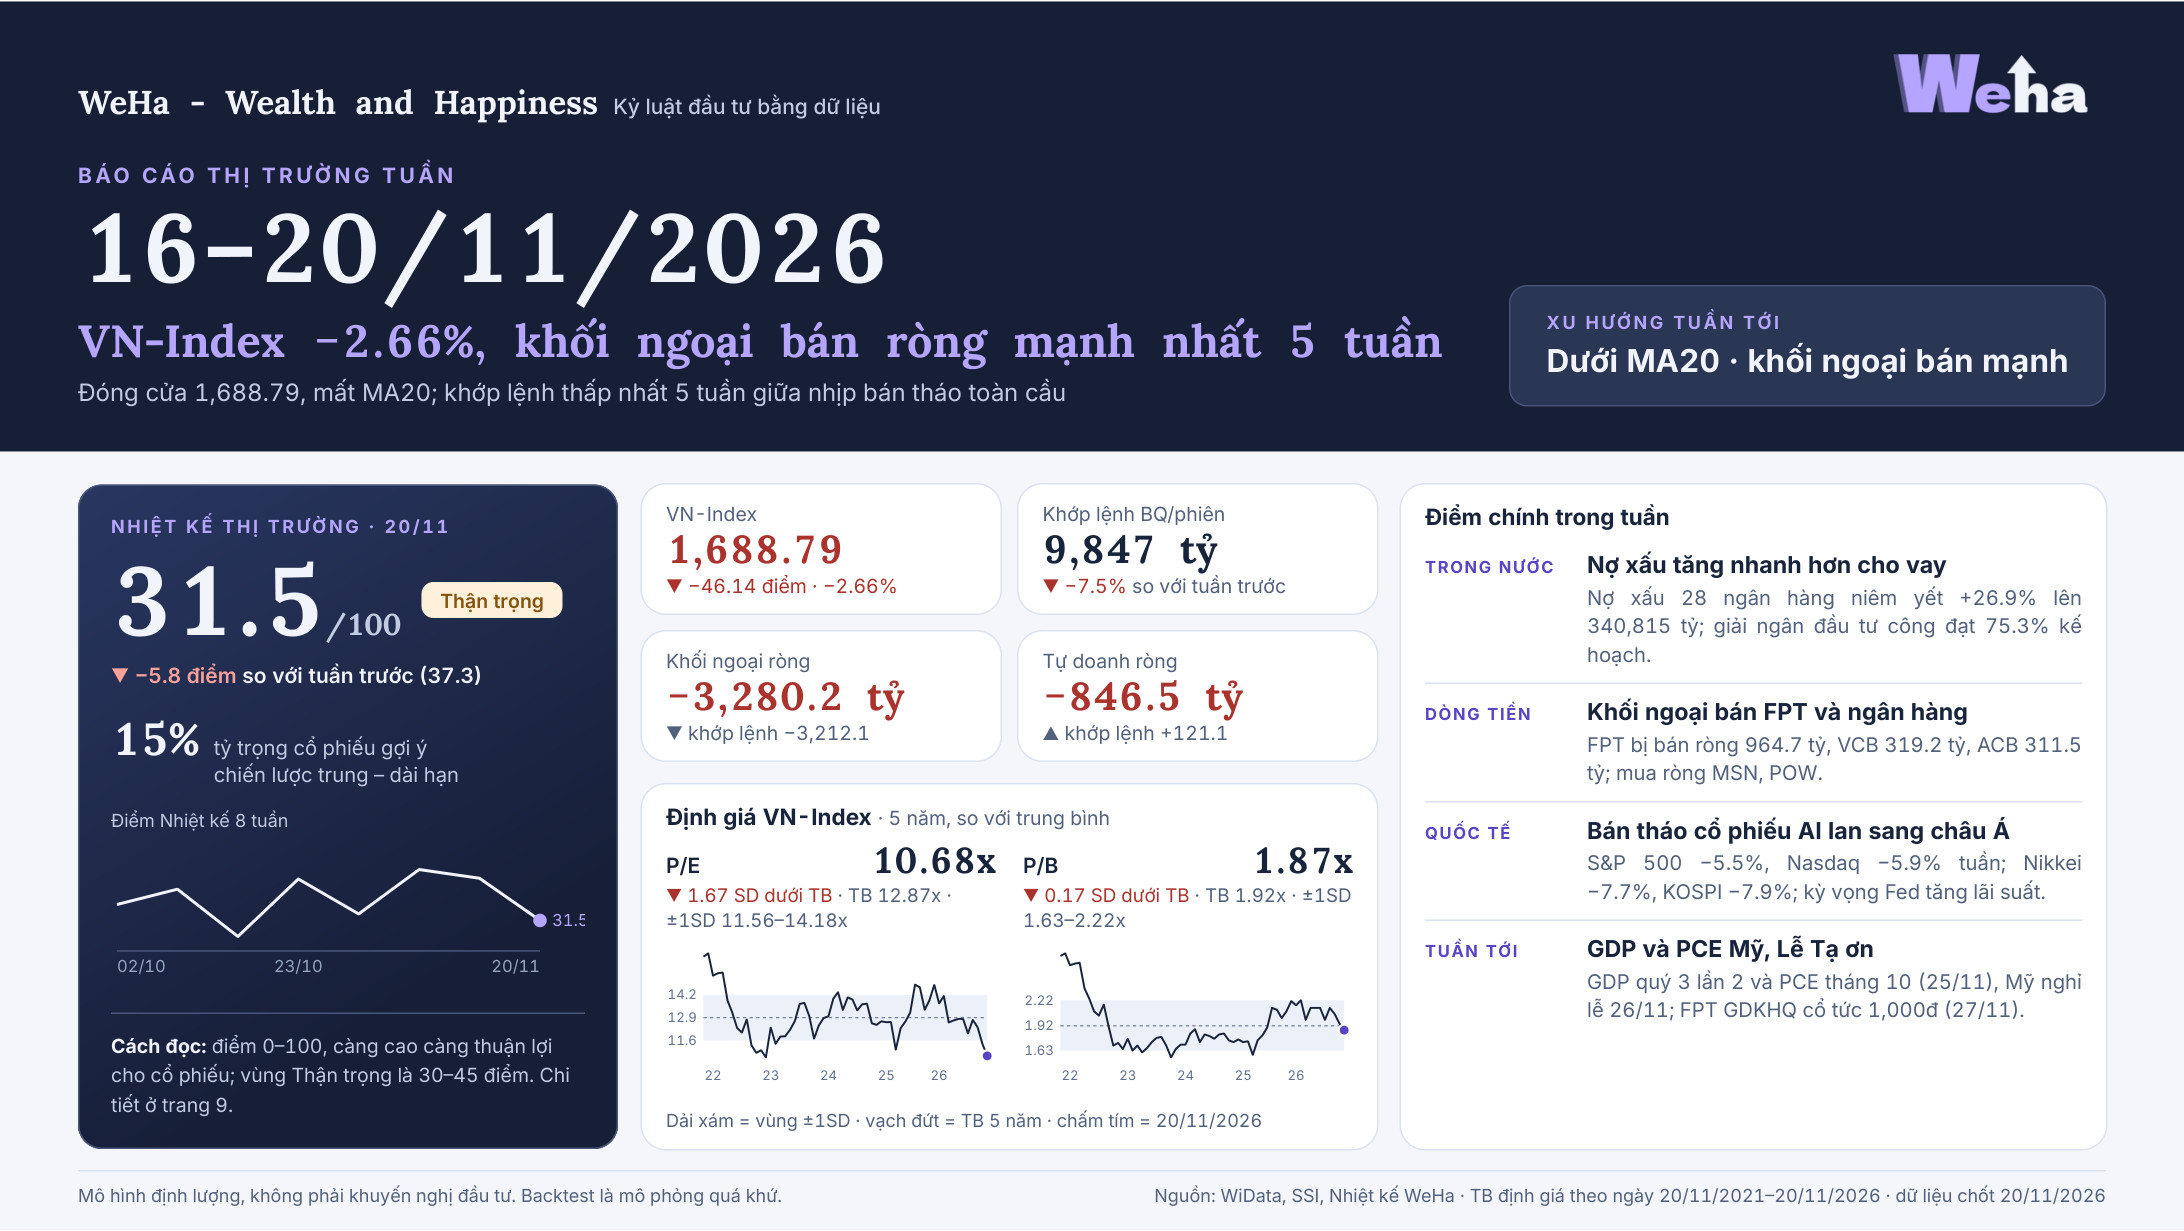 WeHa - Wealth and Happiness Kỷ luật đầu tư bằng dữ liệu
Weha
BÁO CÁO THỊ TRƯỜNG TUẦN
16–20/11/2026
VN-Index −2.66%, khối ngoại bán ròng mạnh nhất 5 tuần
Đóng cửa 1,688.79, mất MA20; khớp lệnh thấp nhất 5 tuần giữa nhịp bán tháo toàn cầu
XU HƯỚNG TUẦN TỚI
Dưới MA20 · khối ngoại bán mạnh
NHIỆT KẾ THỊ TRƯỜNG · 20/11
31.5/100 Thận trọng
▼ −5.8 điểm so với tuần trước (37.3)
15% tỷ trọng cổ phiếu gợi ý
chiến lược trung – dài hạn
Điểm Nhiệt kế 8 tuần
31.5
02/10 23/10 20/11
Cách đọc: điểm 0–100, càng cao càng thuận lợi
cho cổ phiếu; vùng Thận trọng là 30–45 điểm. Chi
tiết ở trang 9.
VN-Index
1,688.79
▼ −46.14 điểm · −2.66%
Khớp lệnh BQ/phiên
9,847 tỷ
▼ −7.5% so với tuần trước
Khối ngoại ròng
−3,280.2 tỷ
▼ khớp lệnh −3,212.1
Tự doanh ròng
−846.5 tỷ
▲ khớp lệnh +121.1
Định giá VN-Index · 5 năm, so với trung bình
P/E 10.68x
▼ 1.67 SD dưới TB · TB 12.87x ·
±1SD 11.56–14.18x
14.2
12.9
11.6
22 23 24 25 26
P/B 1.87x
▼ 0.17 SD dưới TB · TB 1.92x · ±1SD
1.63–2.22x
2.22
1.92
1.63
22 23 24 25 26
Dải xám = vùng ±1SD · vạch đứt = TB 5 năm · chấm tím = 20/11/2026
Điểm chính trong tuần
TRONG NƯỚC
Nợ xấu tăng nhanh hơn cho vay
Nợ xấu 28 ngân hàng niêm yết +26.9% lên
340,815 tỷ; giải ngân đầu tư công đạt 75.3% kế
hoạch.
DÒNG TIỀN
Khối ngoại bán FPT và ngân hàng
FPT bị bán ròng 964.7 tỷ, VCB 319.2 tỷ, ACB 311.5
tỷ; mua ròng MSN, POW.
QUỐC TẾ
Bán tháo cổ phiếu AI lan sang châu Á
S&P 500 −5.5%, Nasdaq −5.9% tuần; Nikkei
−7.7%, KOSPI −7.9%; kỳ vọng Fed tăng lãi suất.
TUẦN TỚI
GDP và PCE Mỹ, Lễ Tạ ơn
GDP quý 3 lần 2 và PCE tháng 10 (25/11), Mỹ nghỉ
lễ 26/11; FPT GDKHQ cổ tức 1,000đ (27/11).
Mô hình định lượng, không phải khuyến nghị đầu tư. Backtest là mô phỏng quá khứ.
Nguồn: WiData, SSI, Nhiệt kế WeHa · TB định giá theo ngày 20/11/2021–20/11/2026 · dữ liệu chốt 20/11/2026